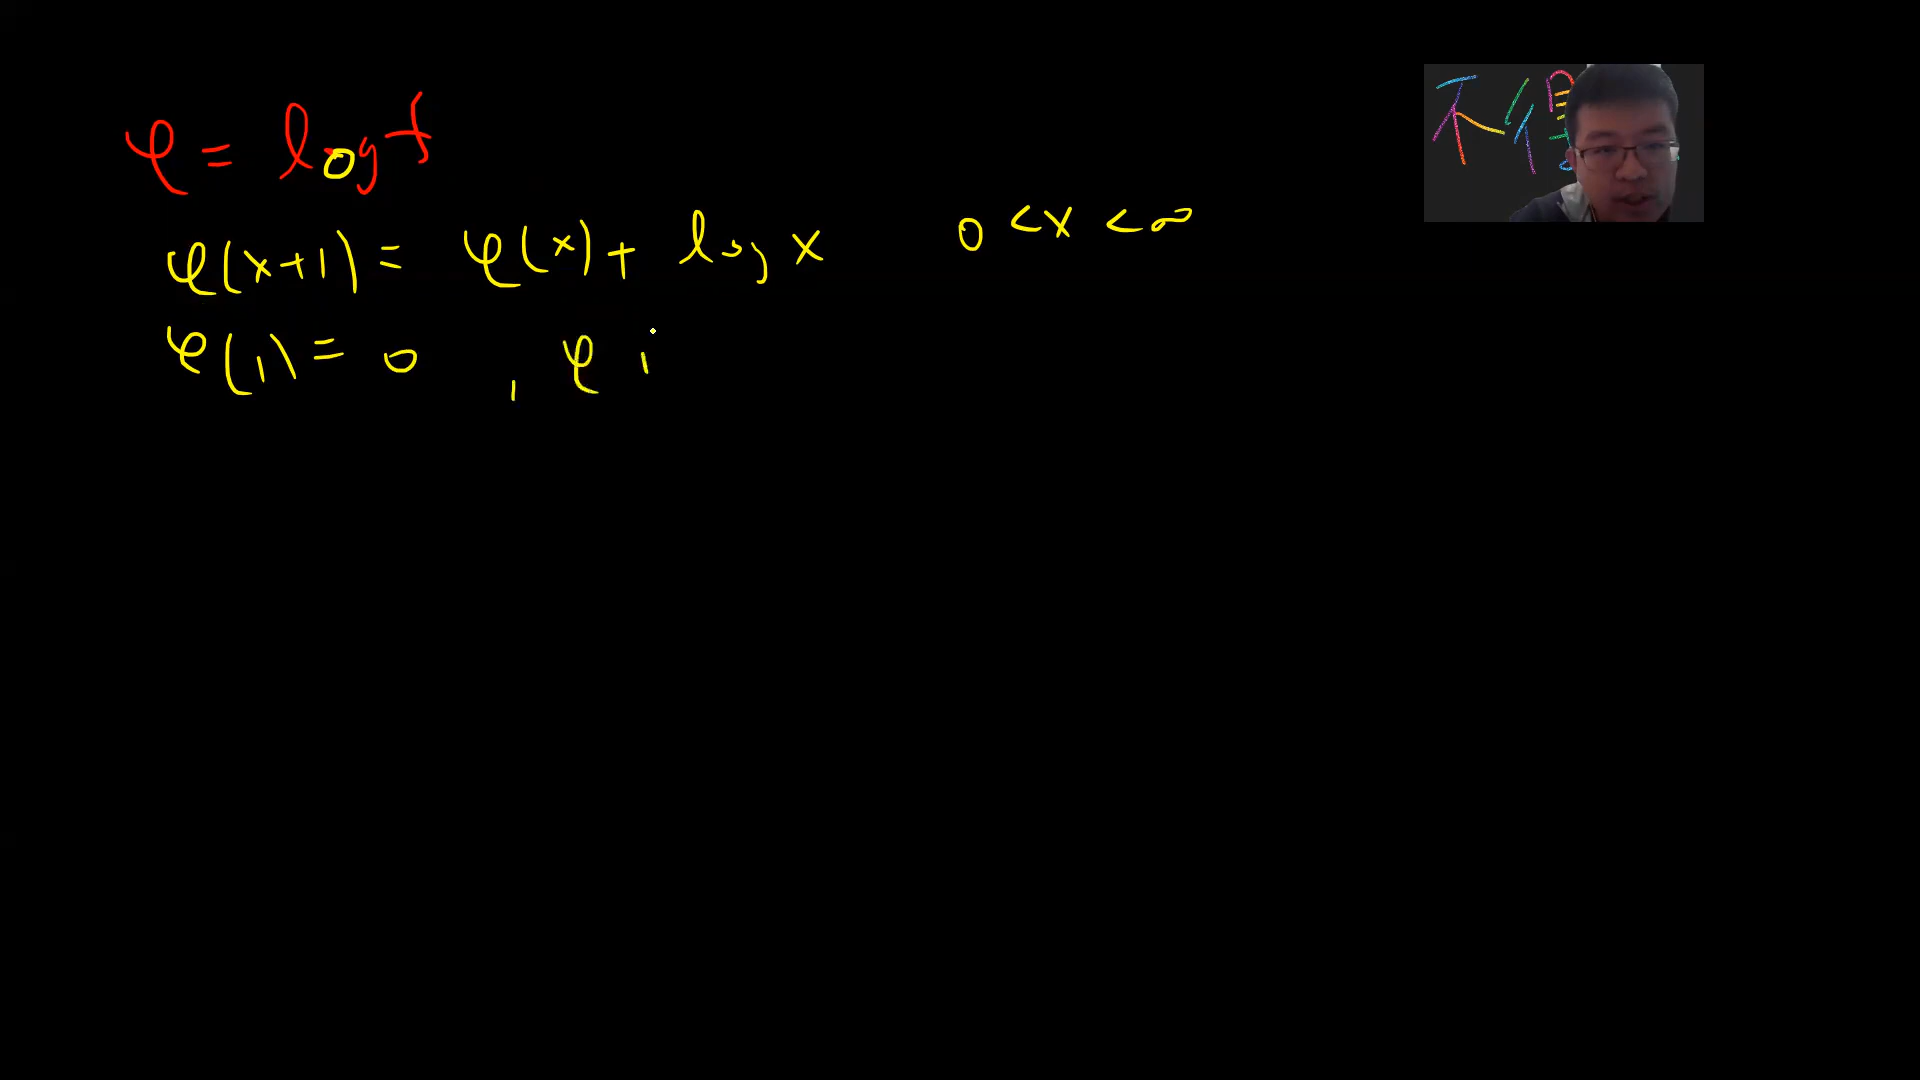 φ = log f
φ(x+1) = φ(x) + log x 0 < x < ∞
φ(1) = 0 , φ i
不